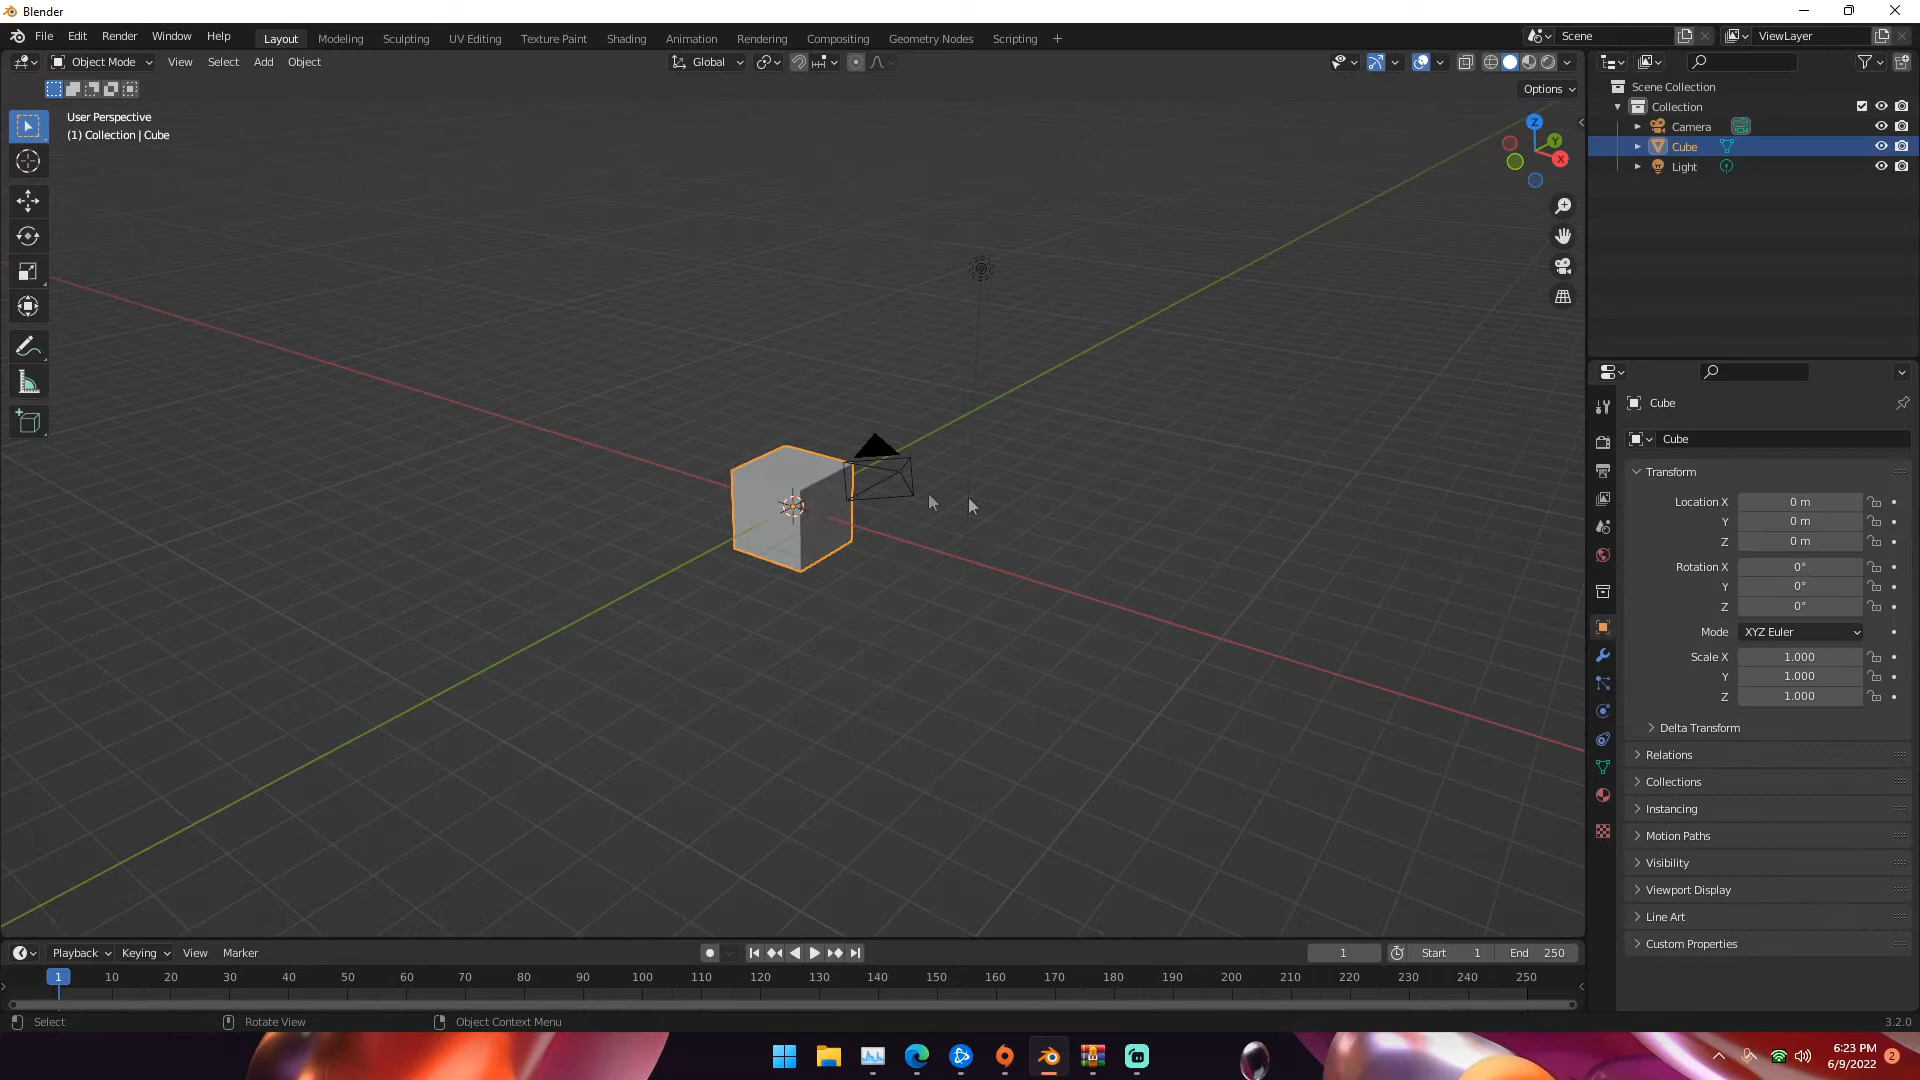 Blender
File Edit Render Window Help Layout Modeling Sculpting UV Editing Texture Paint Shading Animation Rendering Compositing Geometry Nodes Scripting + Scene ViewLayer
Object Mode View Select Add Object Global
Options
User Perspective
(1) Collection | Cube
Z
Y
X
Scene Collection
Collection
Camera
Cube
Light
Cube
Cube
Transform
Location X 0 m
Y 0 m
Z 0 m
Rotation X 0°
Y 0°
Z 0°
Mode XYZ Euler
Scale X 1.000
Y 1.000
Z 1.000
Delta Transform
Relations
Collections
Instancing
Motion Paths
Visibility
Viewport Display
Line Art
Custom Properties
Playback Keying View Marker 1 Start 1 End 250
1 10 20 30 40 50 60 70 80 90 100 110 120 130 140 150 160 170 180 190 200 210 220 230 240 250
Select Rotate View Object Context Menu 3.2.0
6:23 PM
6/9/2022
2